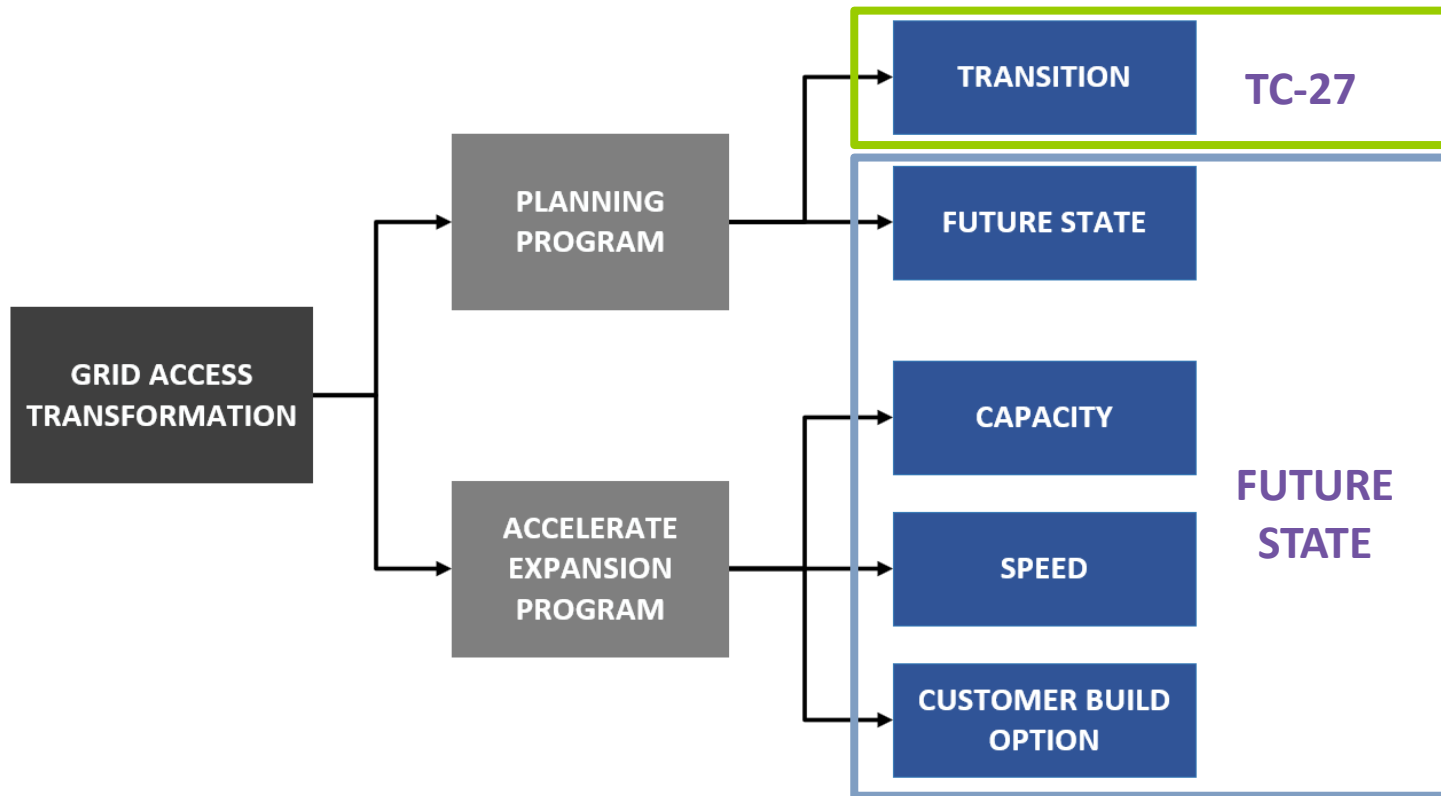 TRANSITION
TC-27
PLANNING
PROGRAM
FUTURE STATE
GRID ACCESS
TRANSFORMATION
CAPACITY
FUTURE
STATE
ACCELERATE
EXPANSION
PROGRAM
SPEED
CUSTOMER BUILD
OPTION